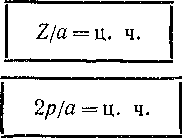 Z/a = ц. ч.
2p/a = ц. ч.